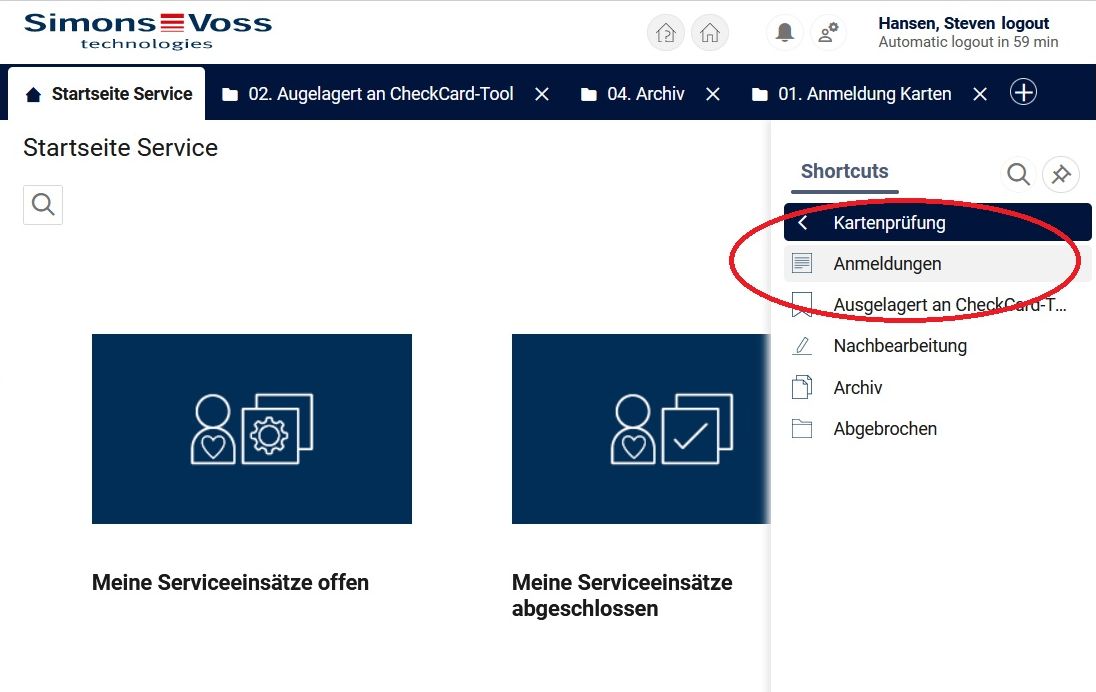 Simons Voss
technologies
Hansen, Steven logout
Automatic logout in 59 min
Startseite Service
02. Augelagert an CheckCard-Tool
04. Archiv
01. Anmeldung Karten
Startseite Service
Shortcuts
Kartenprüfung
Anmeldungen
Ausgelagert an CheckCard-T...
Nachbearbeitung
Archiv
Abgebrochen
Meine Serviceeinsätze offen
Meine Serviceeinsätze
abgeschlossen